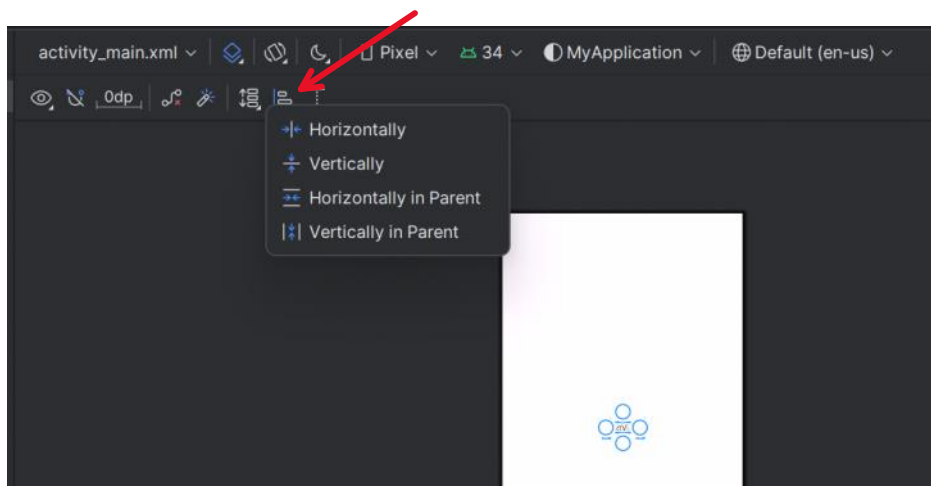 activity_main.xml Pixel 34 MyApplication Default (en-us)
0dp
Horizontally
Vertically
Horizontally in Parent
Vertically in Parent